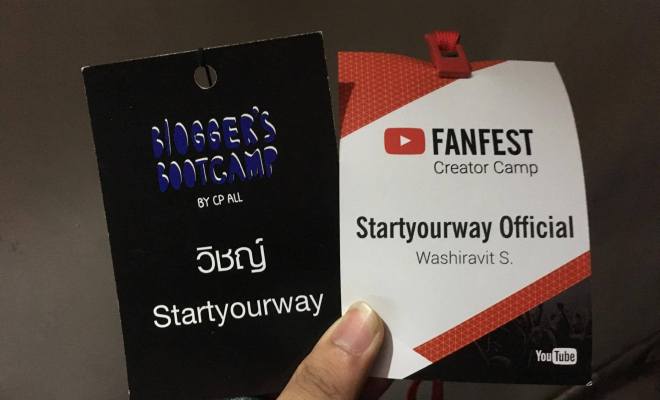 BLOGGER'S
BOOTCAMP
BY CP ALL
วิชญ์
Startyourway
FANFEST
Creator Camp
Startyourway Official
Washiravit S.
YouTube